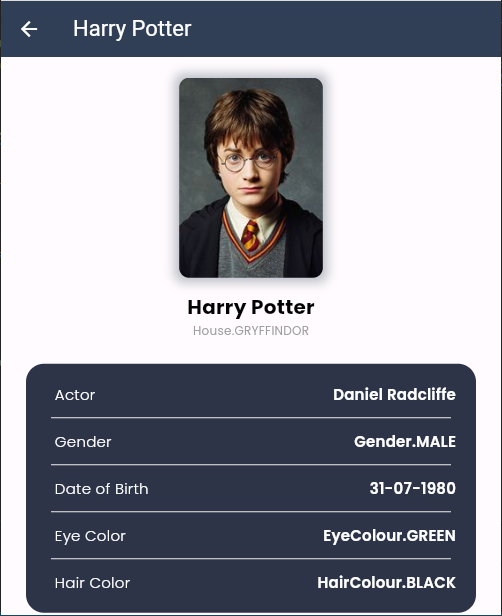 Harry Potter
Harry Potter
House.GRYFFINDOR
Actor Daniel Radcliffe
Gender Gender.MALE
Date of Birth 31-07-1980
Eye Color EyeColour.GREEN
Hair Color HairColour.BLACK